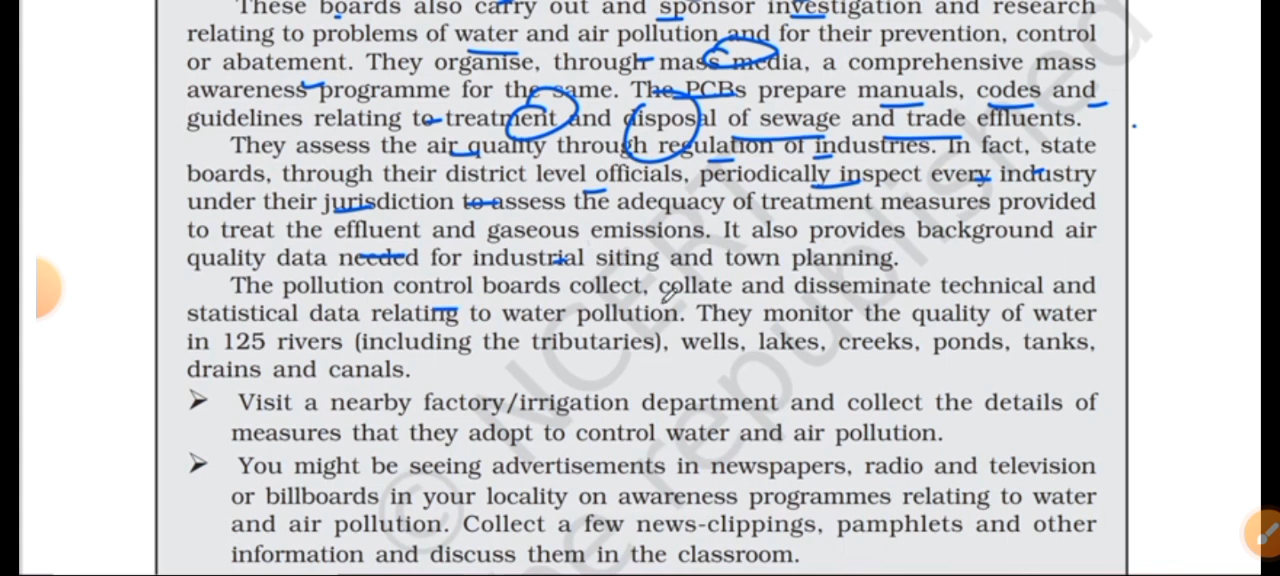 These boards also carry out and sponsor investigation and research
relating to problems of water and air pollution and for their prevention, control
or abatement. They organise, through mass media, a comprehensive mass
awareness programme for the same. The PCBs prepare manuals, codes and
guidelines relating to treatment and disposal of sewage and trade effluents.
They assess the air quality through regulation of industries. In fact, state
boards, through their district level officials, periodically inspect every industry
under their jurisdiction to assess the adequacy of treatment measures provided
to treat the effluent and gaseous emissions. It also provides background air
quality data needed for industrial siting and town planning.
The pollution control boards collect, collate and disseminate technical and
statistical data relating to water pollution. They monitor the quality of water
in 125 rivers (including the tributaries), wells, lakes, creeks, ponds, tanks,
drains and canals.
➢ Visit a nearby factory/irrigation department and collect the details of
measures that they adopt to control water and air pollution.
➢ You might be seeing advertisements in newspapers, radio and television
or billboards in your locality on awareness programmes relating to water
and air pollution. Collect a few news-clippings, pamphlets and other
information and discuss them in the classroom.
© NCERT
be republished